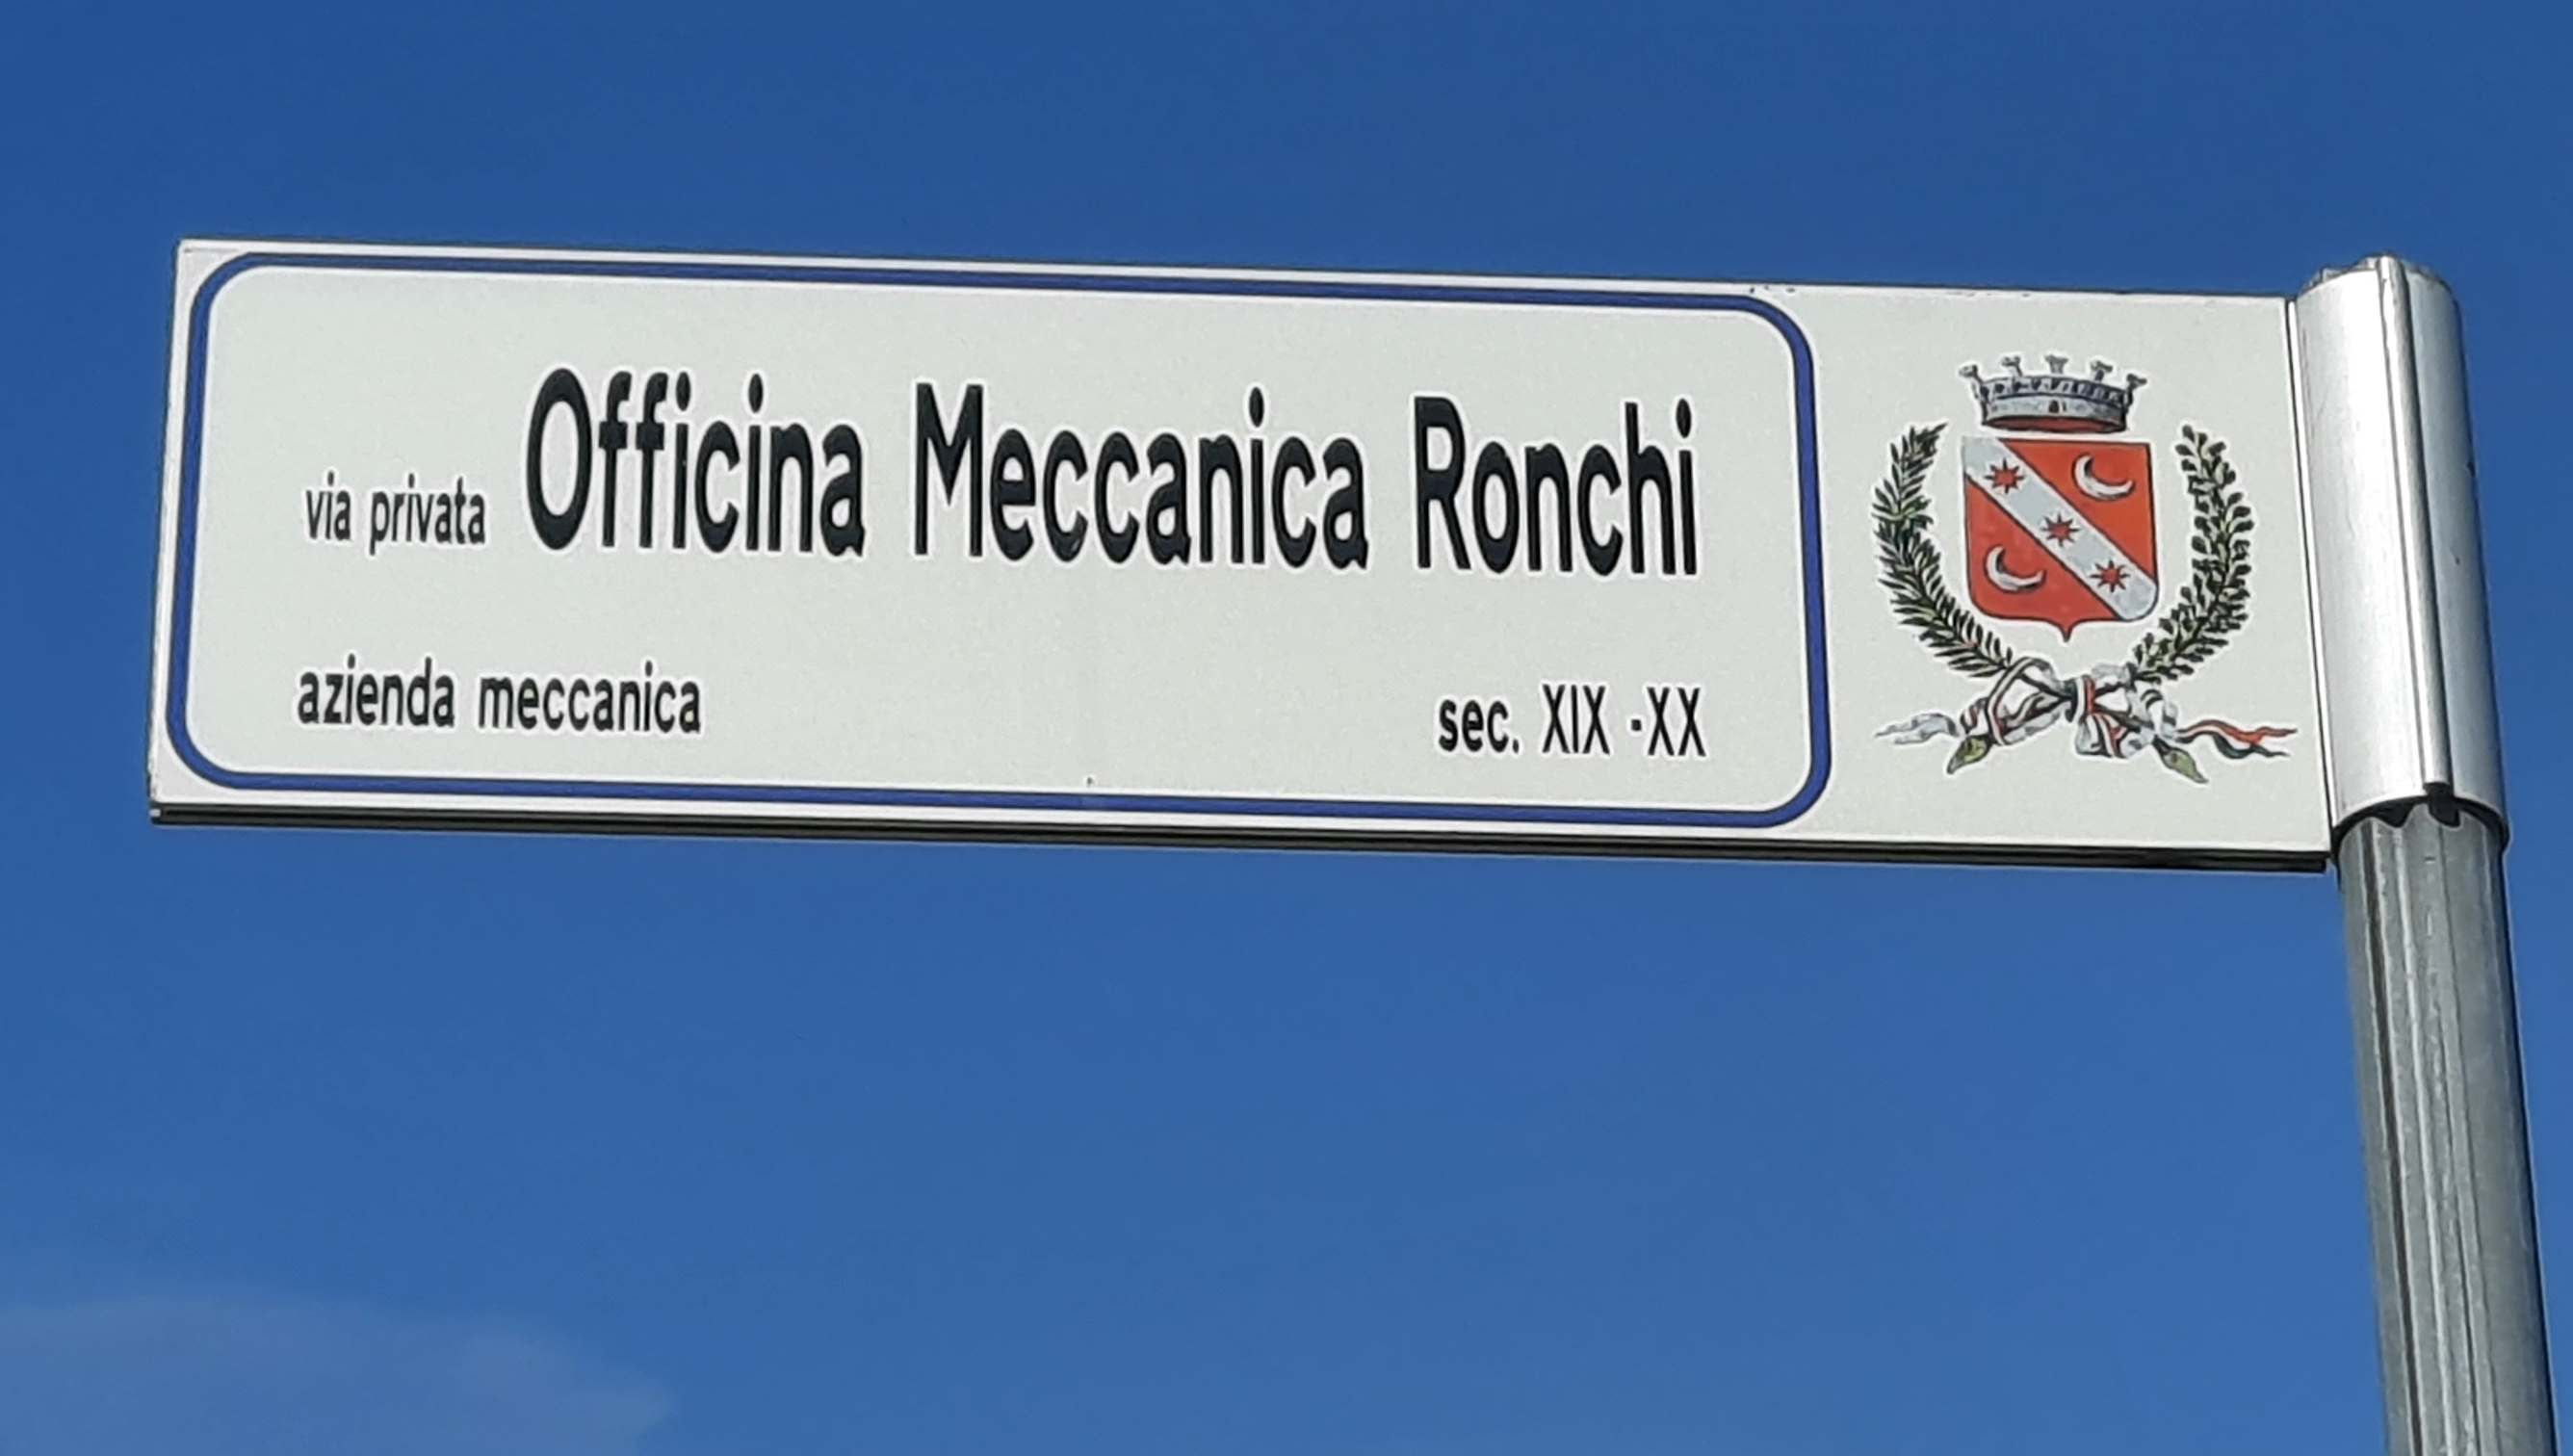 via privata Officina Meccanica Ronchi
azienda meccanica sec. XIX -XX